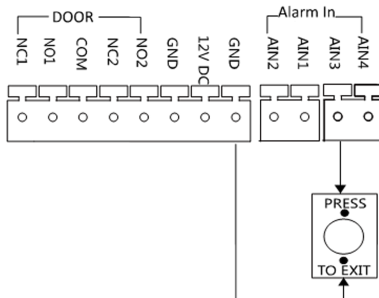 DOOR
Alarm In
NC1
NO1
COM
NC2
NO2
GND
12V DC
GND
AIN2
AIN1
AIN3
AIN4
PRESS
TO EXIT